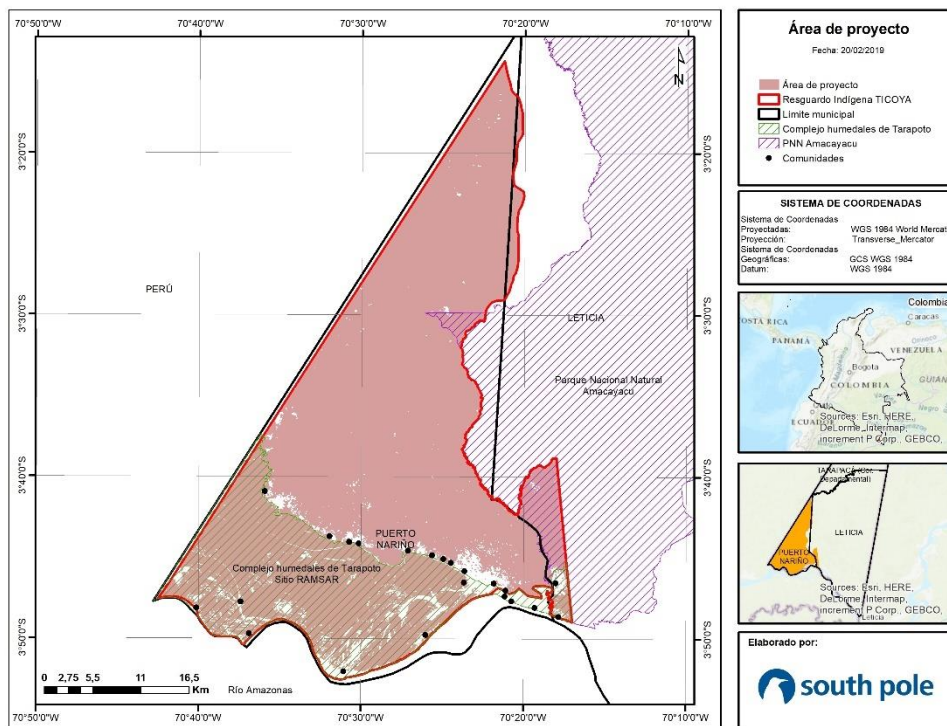 70°50'0"W 70°40'0"W 70°30'0"W 70°20'0"W 70°10'0"W
3°20'0"S 3°20'0"S
3°30'0"S 3°30'0"S
3°40'0"S 3°40'0"S
3°50'0"S 3°50'0"S
N
PERÚ
LETICIA
Parque Nacional Natural
Amacayacu
PUERTO
NARIÑO
Complejo humedales de Tarapoto
Sitio RAMSAR
0 2,75 5,5 11 16,5
Km
Río Amazonas
70°50'0"W 70°40'0"W 70°30'0"W 70°20'0"W 70°10'0"W
Área de proyecto
Fecha: 20/02/2019
Área de proyecto
Resguardo Indígena TICOYA
Límite municipal
Complejo humedales de Tarapoto
PNN Amacayacu
Comunidades
SISTEMA DE COORDENADAS
Sistema de Coordenadas
Proyectadas: WGS 1984 World Mercat
Proyección: Transverse_Mercator
Sistema de Coordenadas
Geográficas: GCS WGS 1984
Datum: WGS 1984
Colombia
Caracas
OSTA RICA
PANAMÁ
VENEZUELA
Bogota
COLOMBIA
GUIAN
ECUADOR
Sources: Esri, HERE,
DeLorme, Intermap,
increment P Corp., GEBCO,
TARAPACÁ (Cor.
Departamental)
LETICIA
PUERTO
NARIÑO
Sources: Esri, HERE,
DeLorme, Intermap,
increment P Corp., GEBCO,
Leticia
Elaborado por:
south pole